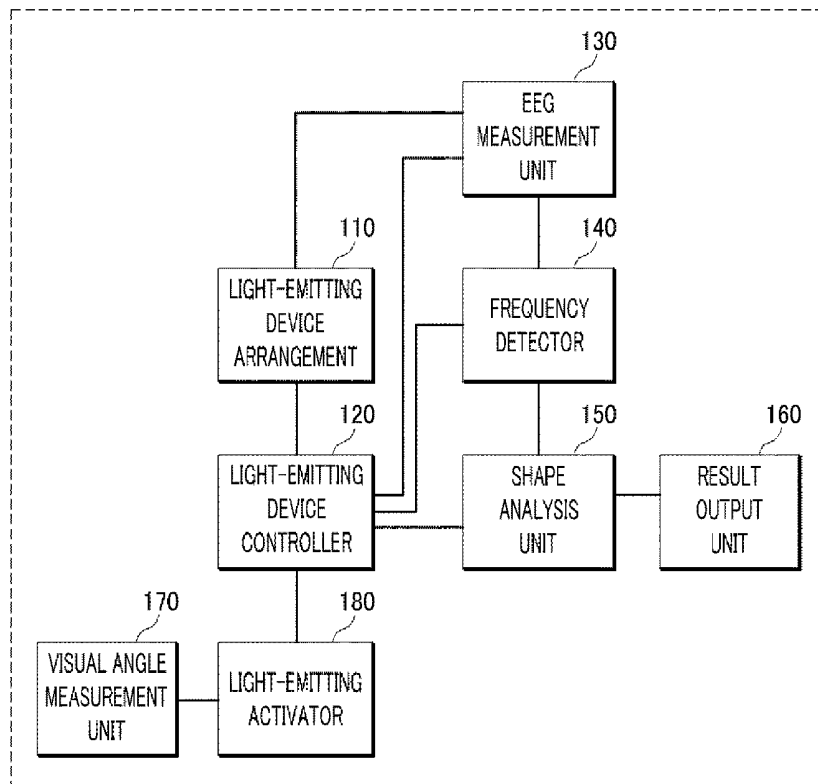 130
EEG
MEASUREMENT
UNIT
110
LIGHT-EMITTING
DEVICE
ARRANGEMENT
140
FREQUENCY
DETECTOR
120
LIGHT-EMITTING
DEVICE
CONTROLLER
150
SHAPE
ANALYSIS
UNIT
160
RESULT
OUTPUT
UNIT
170
VISUAL ANGLE
MEASUREMENT
UNIT
180
LIGHT-EMITTING
ACTIVATOR